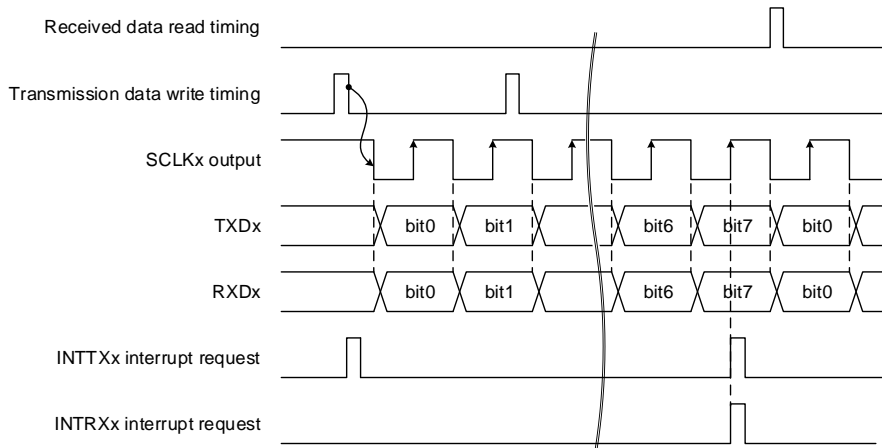 Received data read timing
Transmission data write timing
SCLKx output
TXDx bit0 bit1 bit6 bit7 bit0
RXDx bit0 bit1 bit6 bit7 bit0
INTTXx interrupt request
INTRXx interrupt request